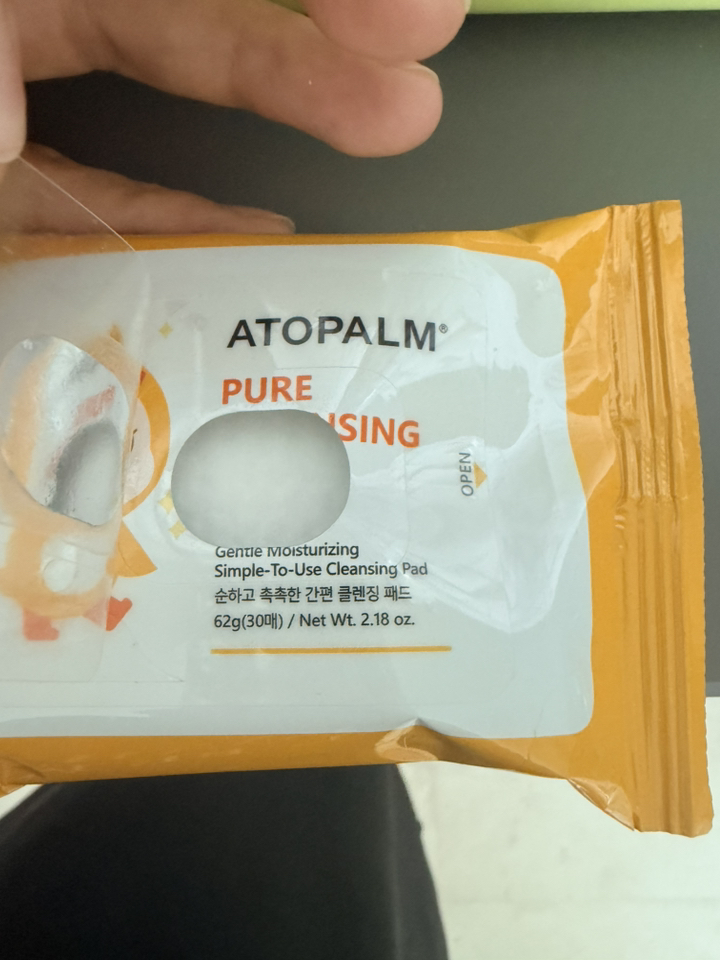 ATOPALM®
PURE
NSING
OPEN
Gentle Moisturizing
Simple-To-Use Cleansing Pad
순하고 촉촉한 간편 클렌징 패드
62g(30매) / Net Wt. 2.18 oz.